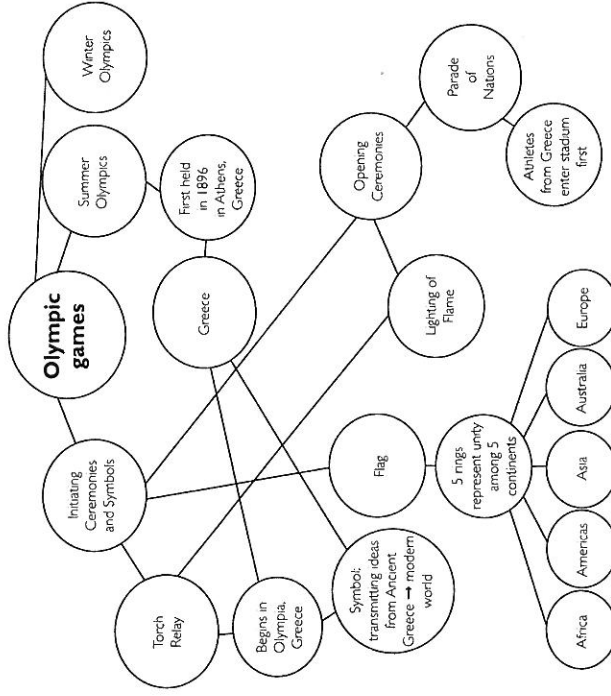 Olympic
games
Winter
Olympics
Summer
Olympics
First held
in 1896
in Athens,
Greece
Greece
Initiating
Ceremonies
and Symbols
Opening
Ceremonies
Parade
of
Nations
Athletes
from Greece
enter stadium
first
Lighting of
Flame
Torch
Relay
Begins in
Olympia,
Greece
Symbol:
transmitting ideas
from Ancient
Greece → modern
world
Flag
5 rings
represent unity
among 5
continents
Africa
Americas
Asia
Australia
Europe